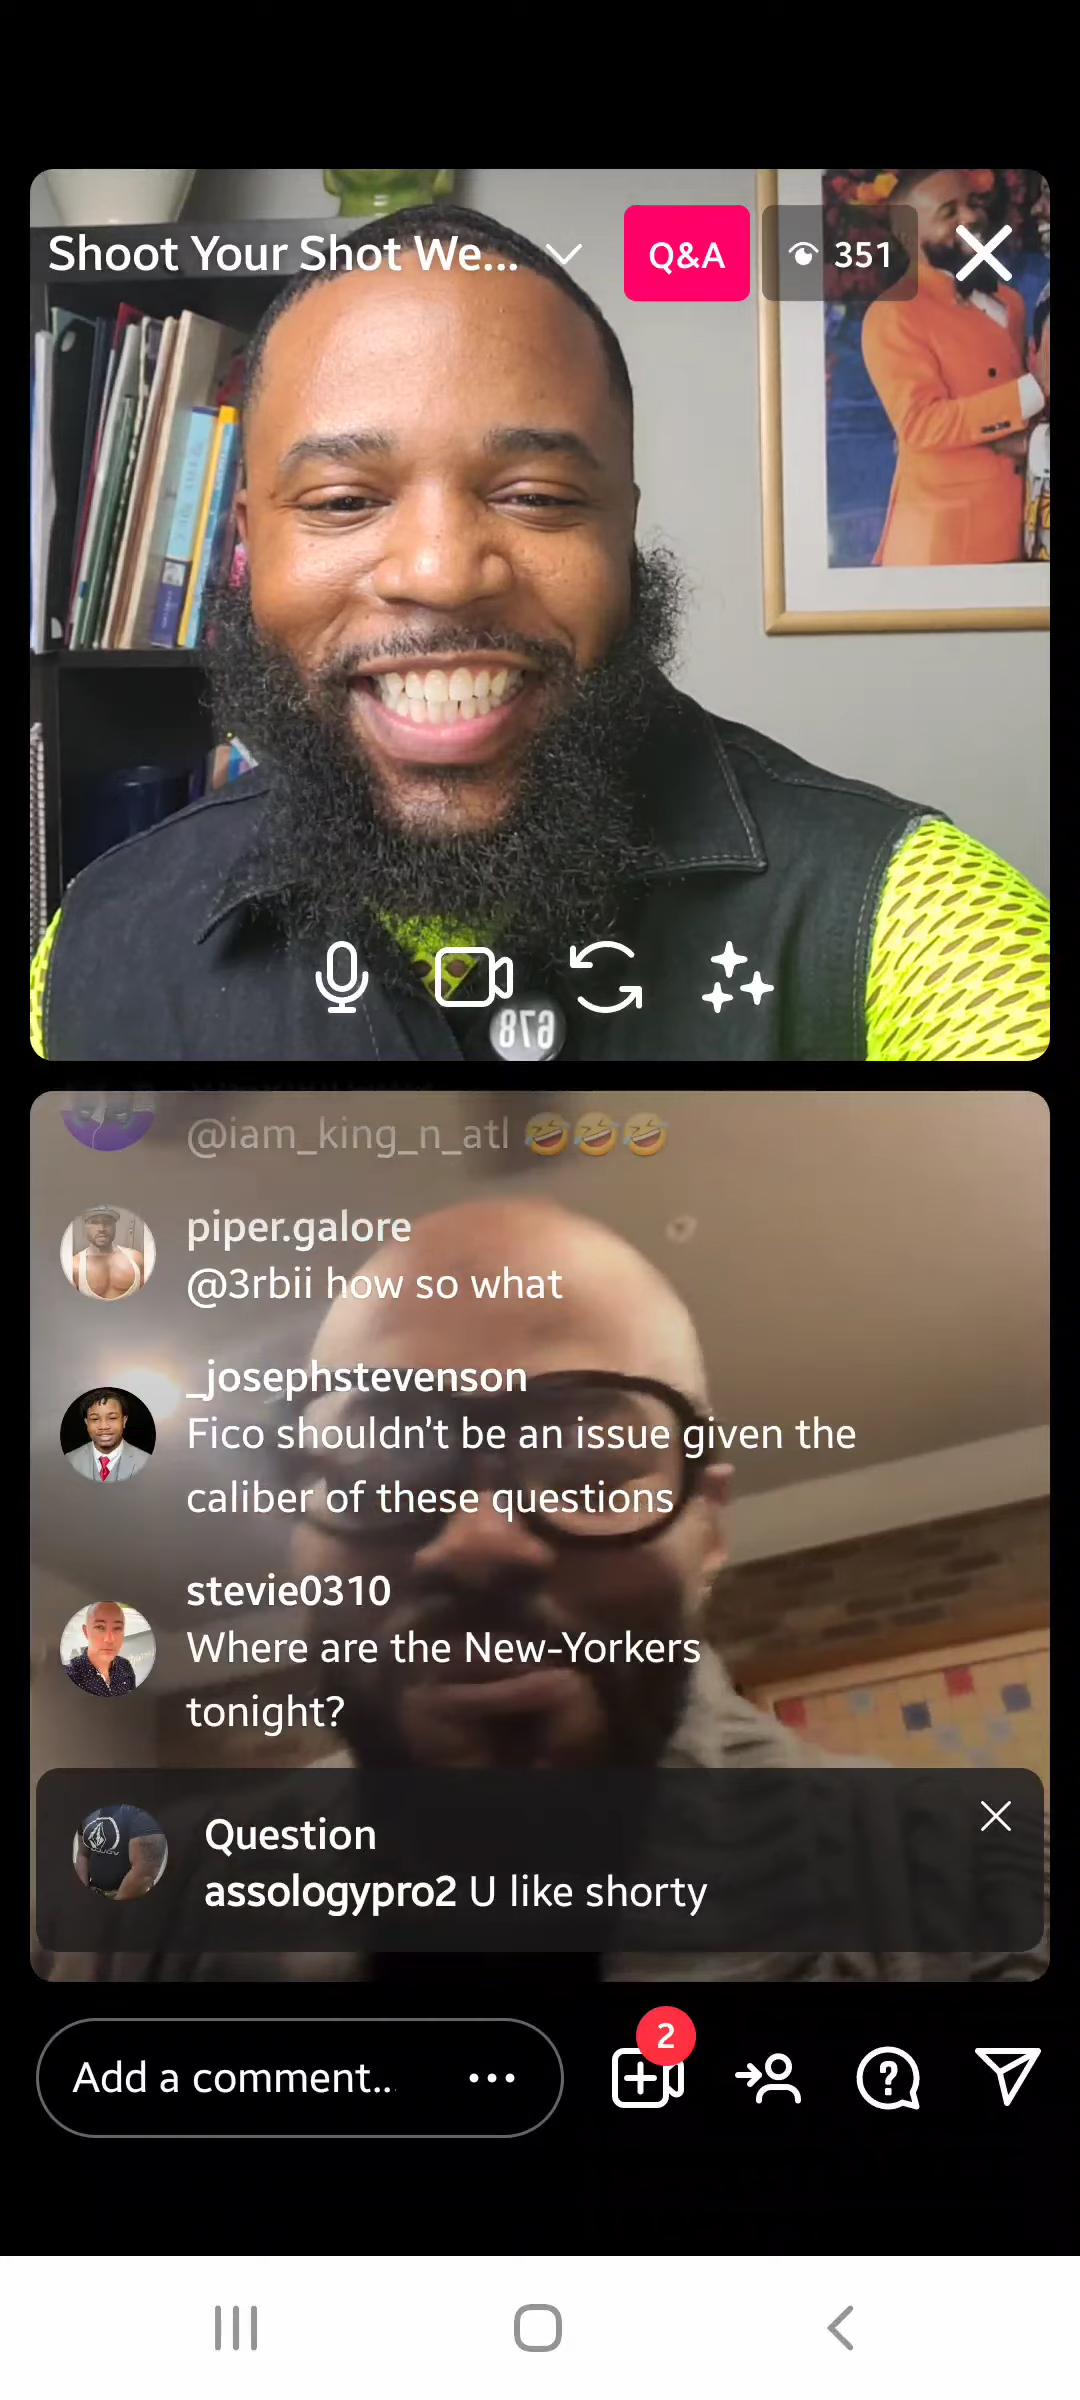 Shoot Your Shot We...
Q&A
351
678
@iam_king_n_atl 🤣🤣🤣
piper.galore
@3rbii how so what
_josephstevenson
Fico shouldn't be an issue given the
caliber of these questions
stevie0310
Where are the New-Yorkers
tonight?
Question
assologypro2 U like shorty
2
Add a comment...